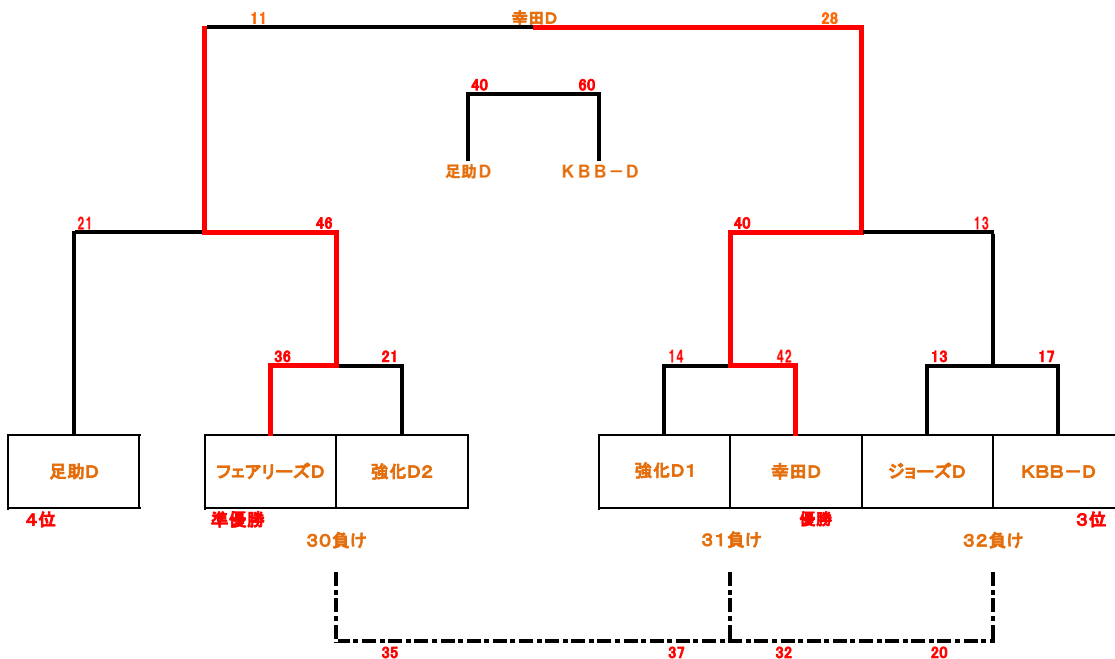 11 幸田D 28
40 60
足助D KBB－D
21 46 40 13
36 21 14 42 13 17
足助D フェアリーズD 強化D2 強化D1 幸田D ジョーズD KBB－D
4位 準優勝 優勝 3位
30負け 31負け 32負け
35 37 32 20